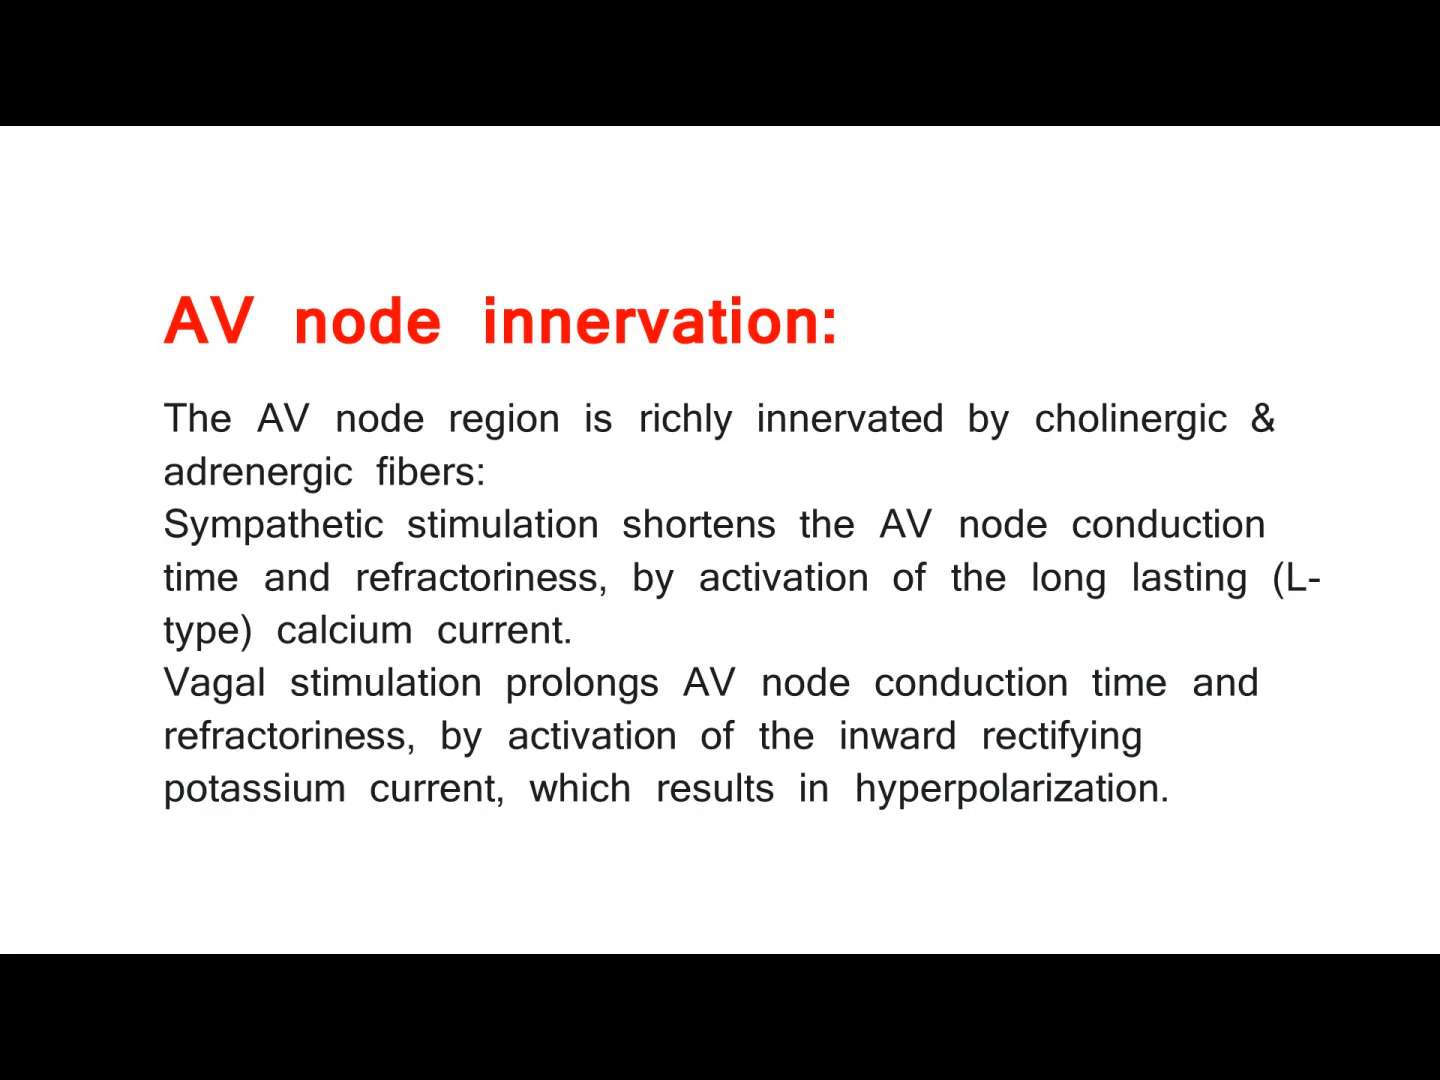 AV node innervation:
The AV node region is richly innervated by cholinergic &
adrenergic fibers:
Sympathetic stimulation shortens the AV node conduction
time and refractoriness, by activation of the long lasting (L-
type) calcium current.
Vagal stimulation prolongs AV node conduction time and
refractoriness, by activation of the inward rectifying
potassium current, which results in hyperpolarization.